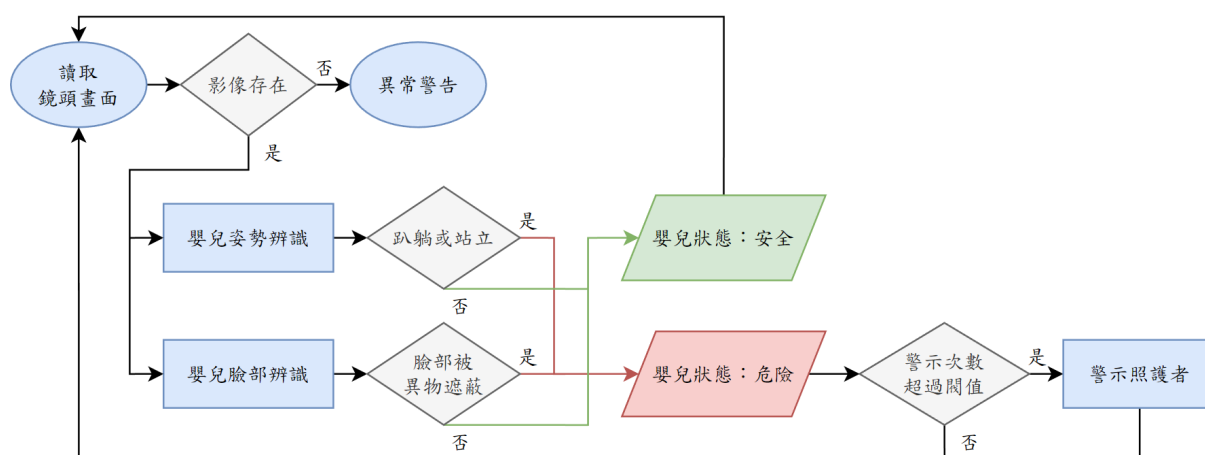 讀取
鏡頭畫面
影像存在
否
異常警告
是
嬰兒姿勢辨識
趴躺或站立
是
嬰兒狀態：安全
否
嬰兒臉部辨識
臉部被
異物遮蔽
是
嬰兒狀態：危險
警示次數
超過閥值
是
警示照護者
否
否